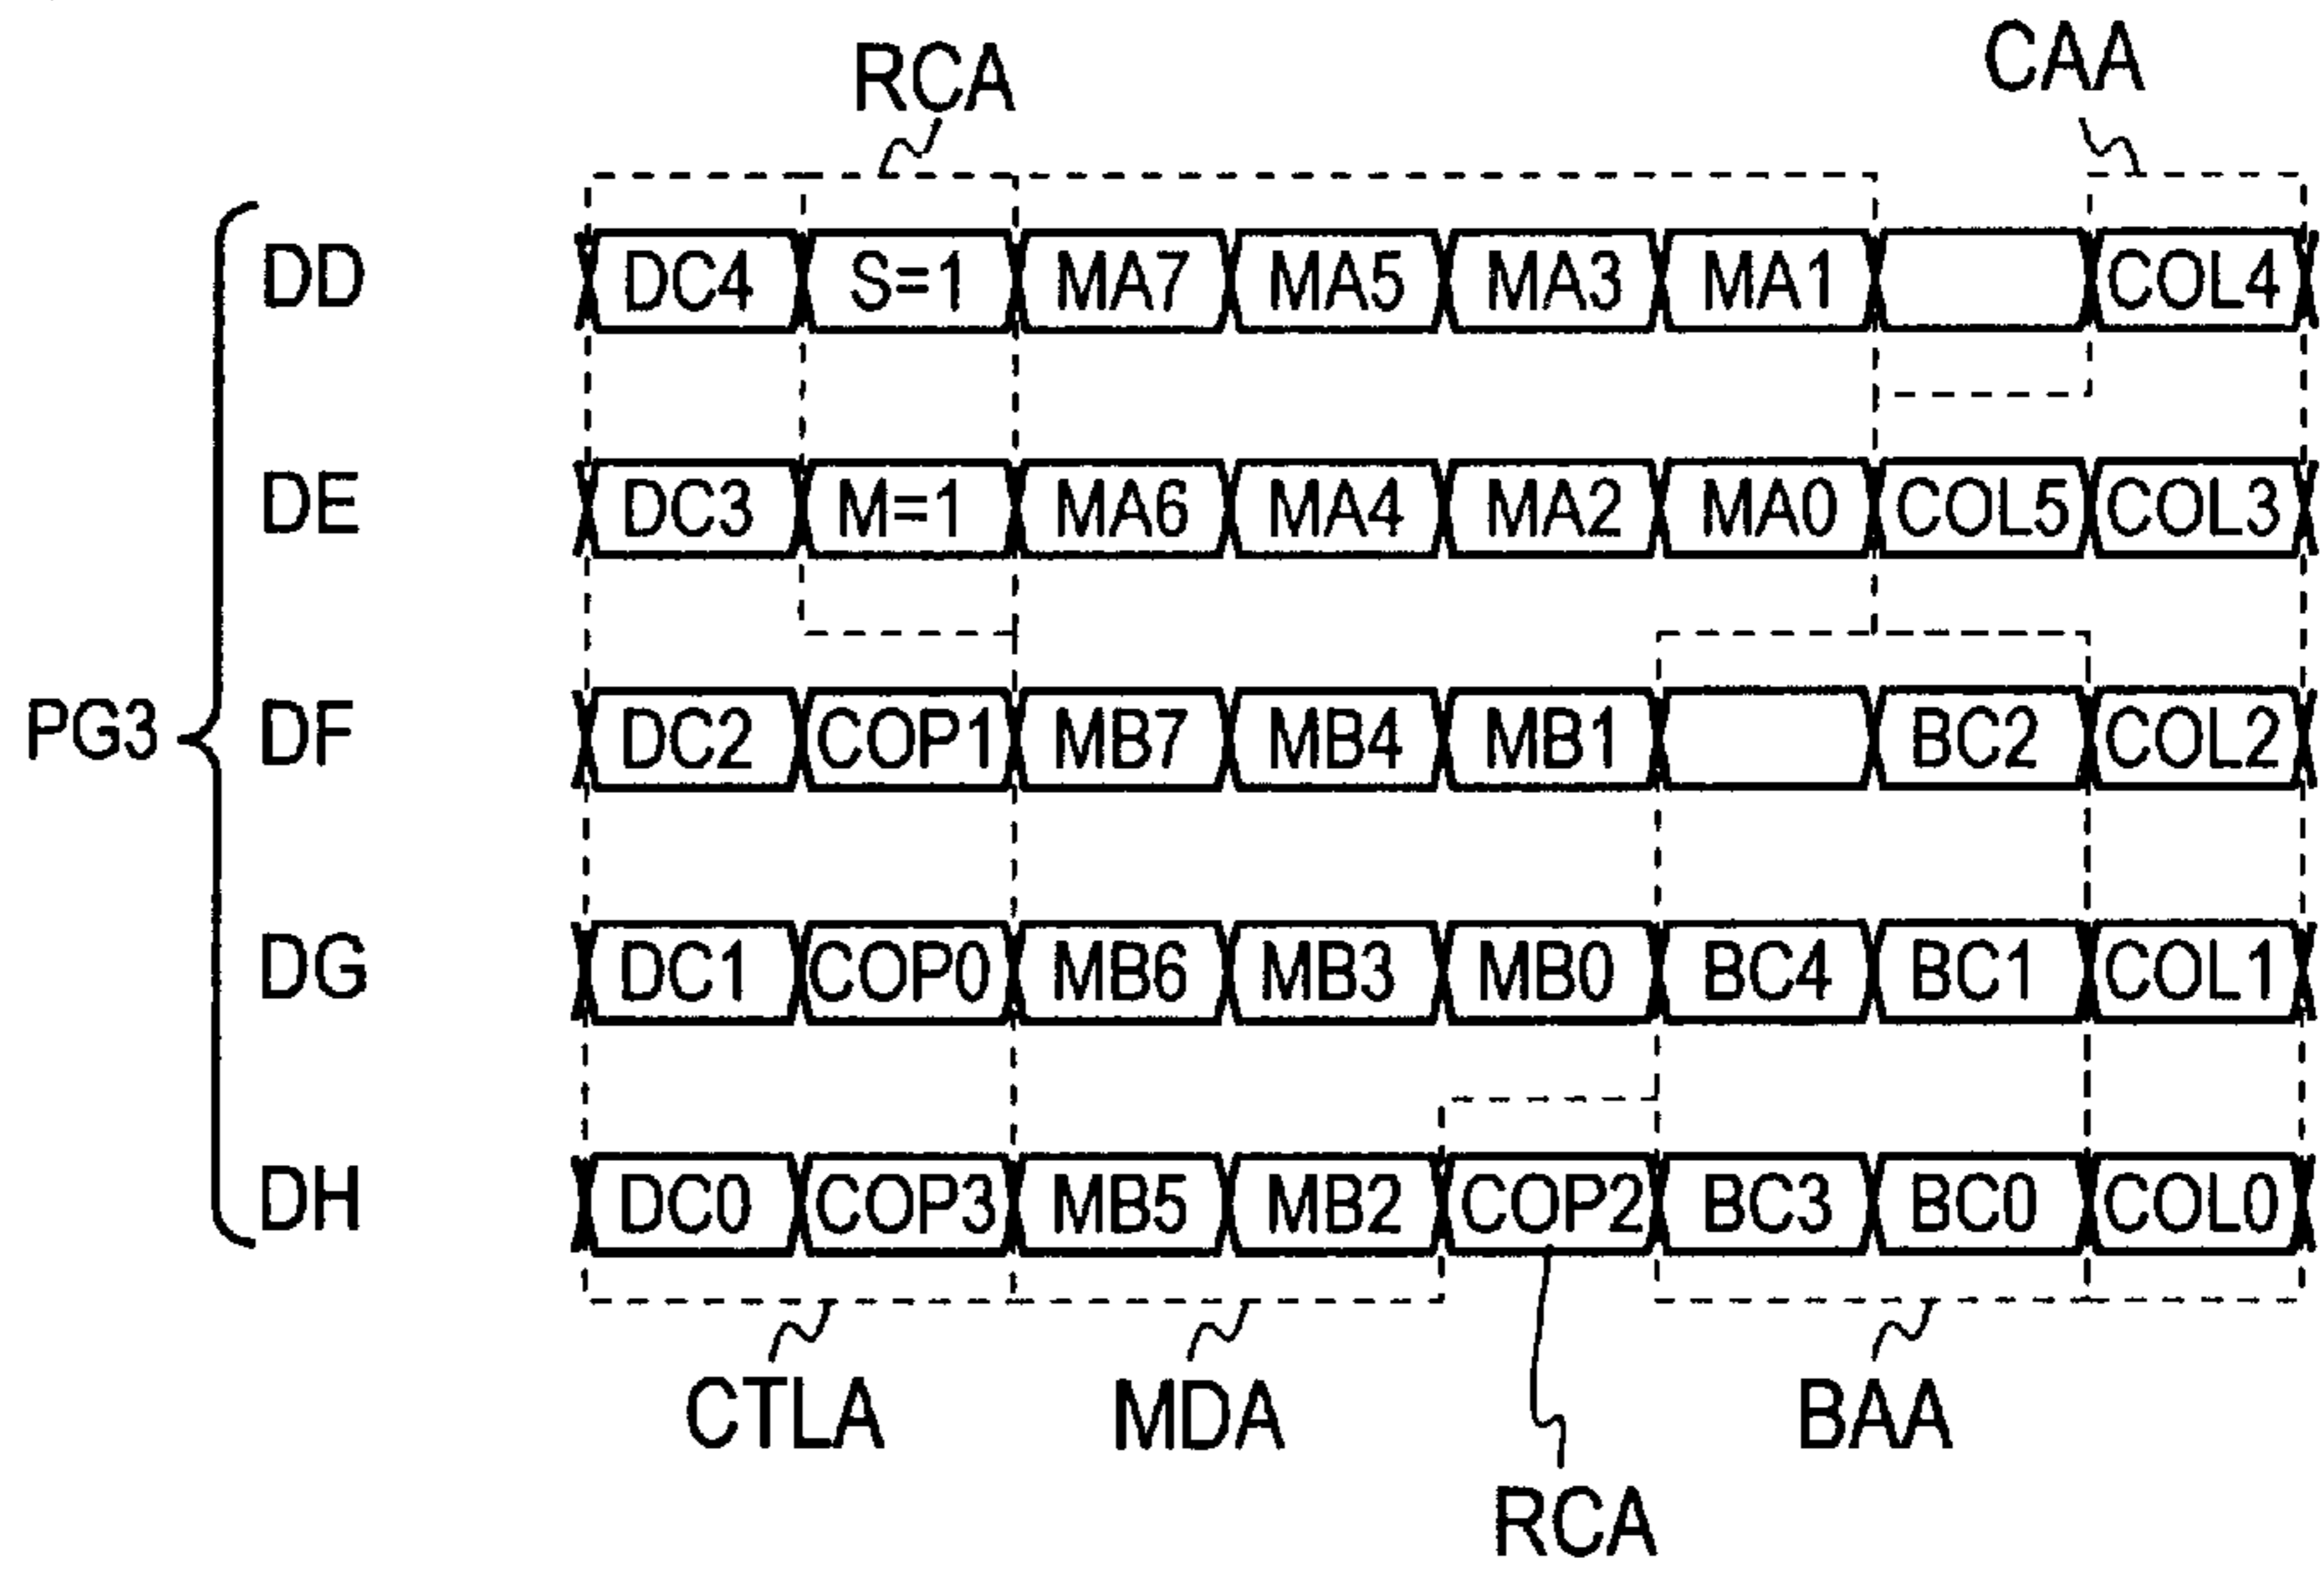 RCA CAA
DD DC4 S=1 MA7 MA5 MA3 MA1 COL4
DE DC3 M=1 MA6 MA4 MA2 MA0 COL5 COL3
PG3 DF DC2 COP1 MB7 MB4 MB1 BC2 COL2
DG DC1 COP0 MB6 MB3 MB0 BC4 BC1 COL1
DH DC0 COP3 MB5 MB2 COP2 BC3 BC0 COL0
CTLA MDA BAA
RCA